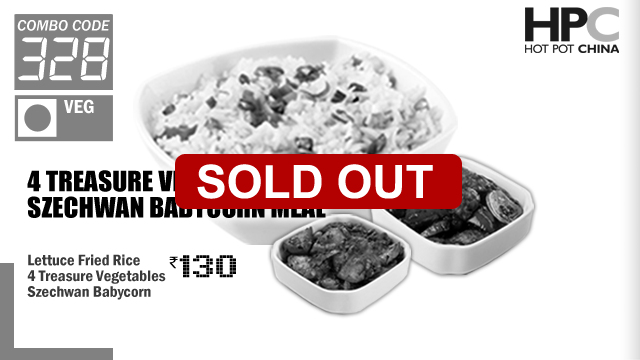 COMBO CODE
328
VEG
HPC
HOT POT CHINA
4 TREASURE
SOLD OUT
SZECHWAN BABYCORN MEAL
Lettuce Fried Rice
4 Treasure Vegetables
Szechwan Babycorn
₹130